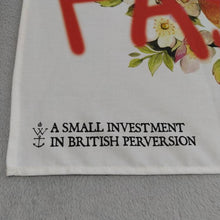 A SMALL INVESTMENT
IN BRITISH PERVERSION